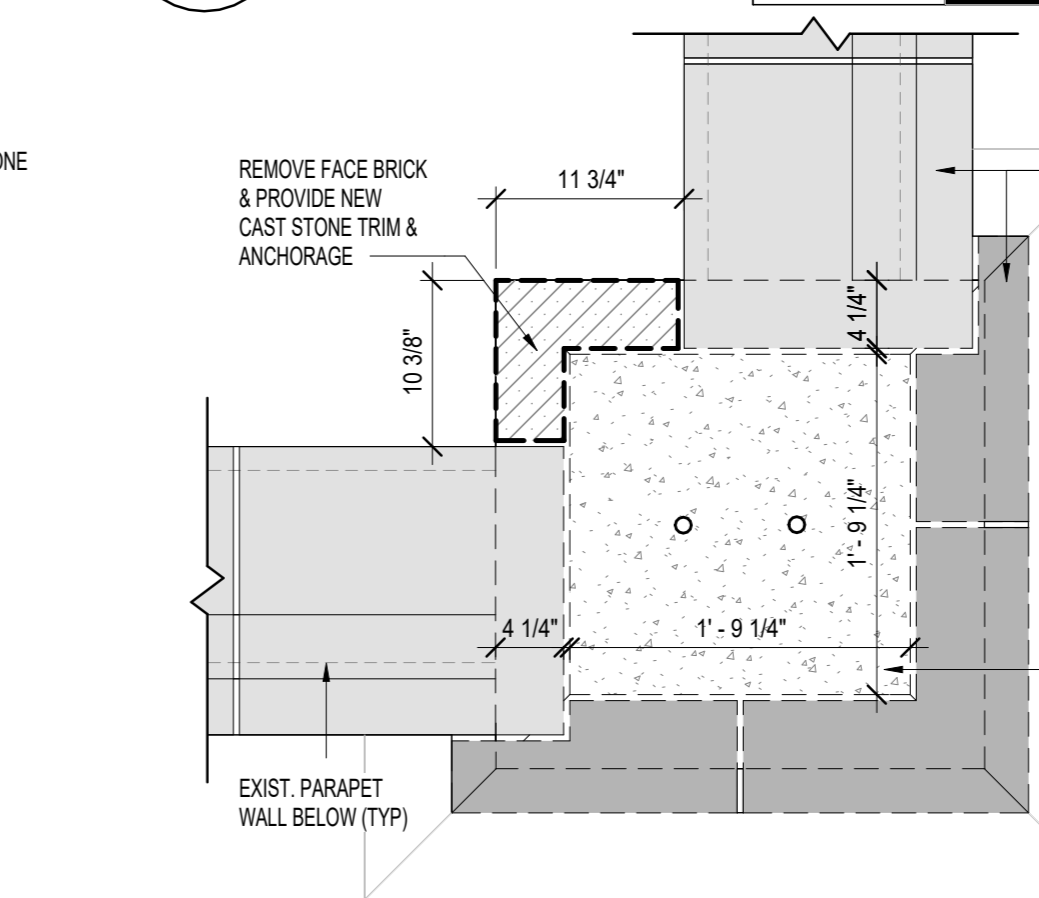 ONE
REMOVE FACE BRICK
& PROVIDE NEW
CAST STONE TRIM &
ANCHORAGE
11 3/4"
10 3/8"
4 1/4"
1' - 9 1/4"
4 1/4"
1' - 9 1/4"
EXIST. PARAPET
WALL BELOW (TYP)